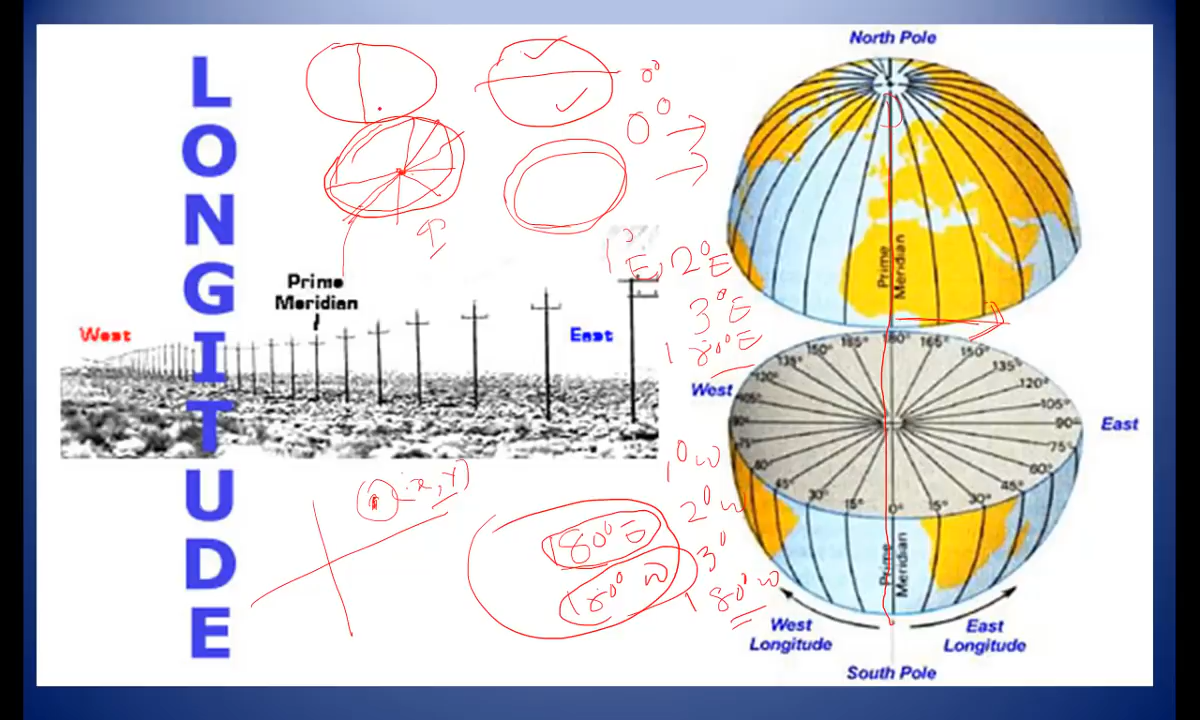 LONGITUDE
0°
0°
Prime
Meridian
West
East
1°E, 2°E
3°E
180°E
1°W
2°W
3°
180°W
(x, y)
180°E
180°W
North Pole
Prime
Meridian
180°
165°
165°
150°
150°
135°
135°
120°
120°
105°
105°
90°
90°
75°
75°
60°
60°
45°
45°
30°
30°
15°
15°
0°
West
East
Prime
Meridian
West
Longitude
East
Longitude
South Pole